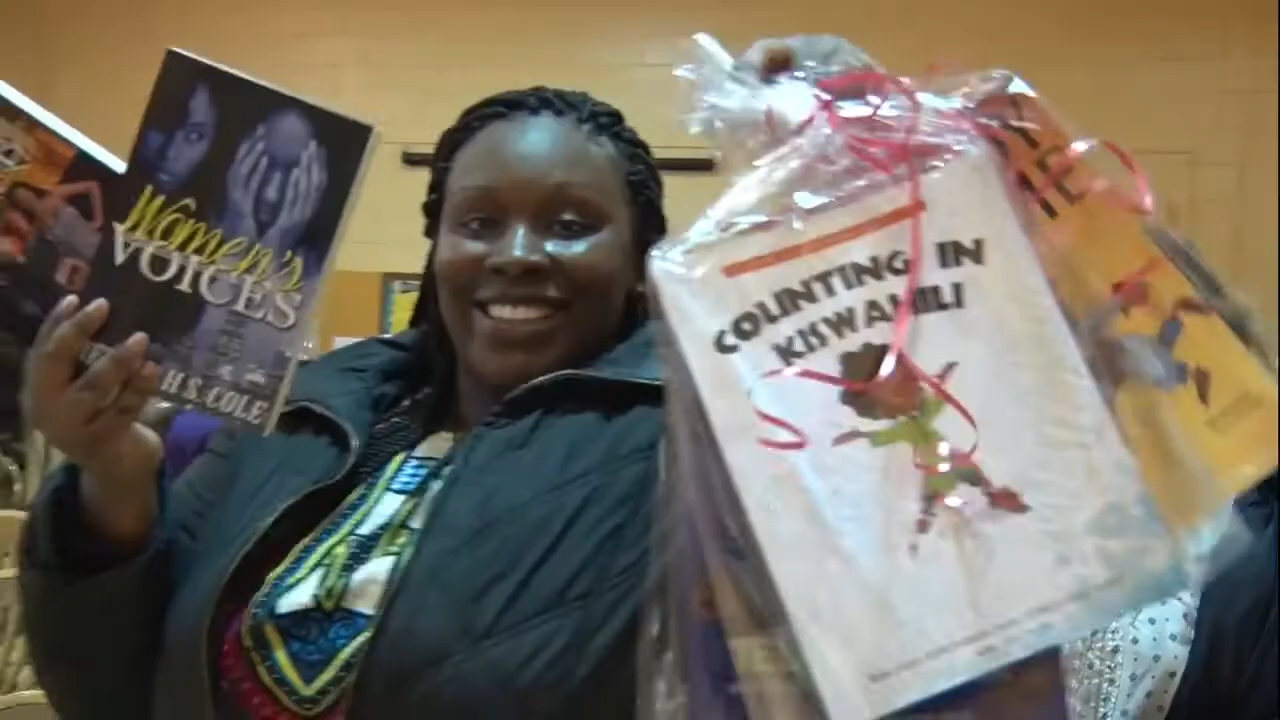 Women's
VOICES
H.S. COLE
COUNTING IN
KISWAHILI